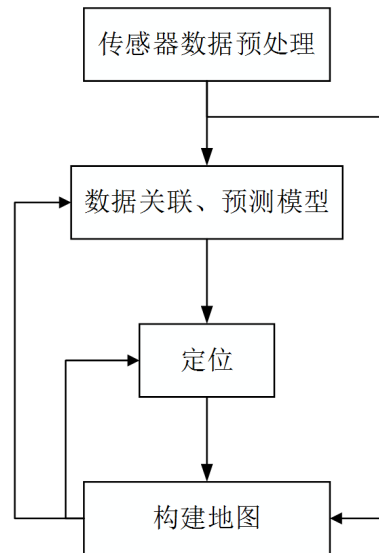 传感器数据预处理
数据关联、预测模型
定位
构建地图